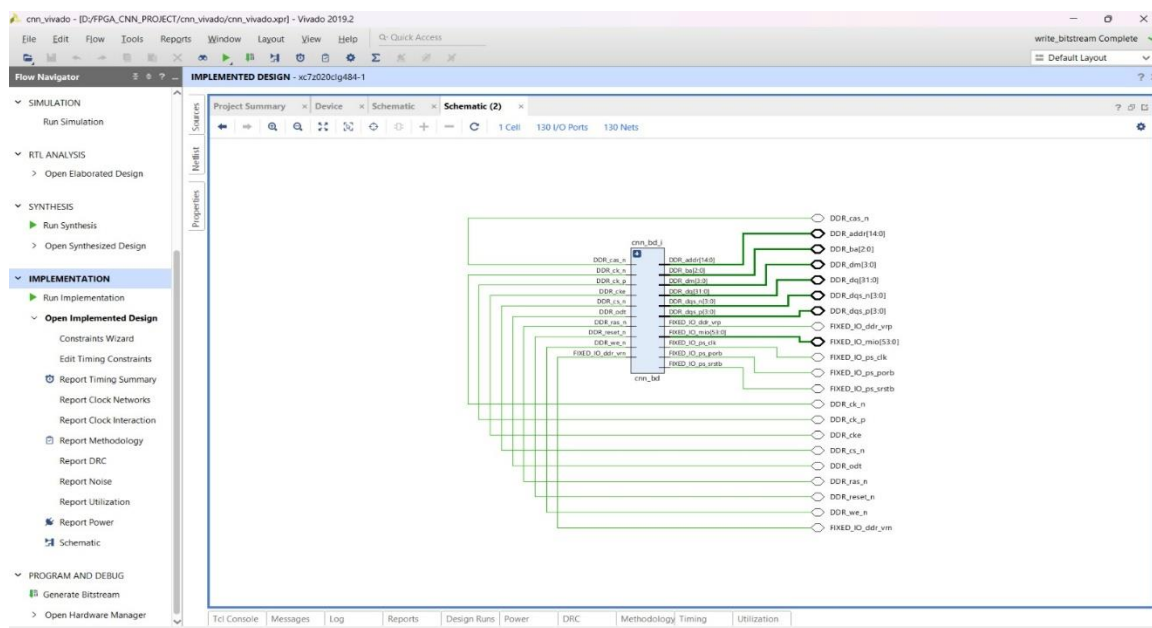 cnn_vivado - [D:/FPGA_CNN_PROJECT/cnn_vivado/cnn_vivado.xpr] - Vivado 2019.2
File Edit Flow Tools Reports Window Layout View Help Q- Quick Access
write_bitstream Complete
Default Layout
Flow Navigator
IMPLEMENTED DESIGN - xc7z020clg484-1
SIMULATION
Run Simulation
RTL ANALYSIS
Open Elaborated Design
SYNTHESIS
Run Synthesis
Open Synthesized Design
IMPLEMENTATION
Run Implementation
Open Implemented Design
Constraints Wizard
Edit Timing Constraints
Report Timing Summary
Report Clock Networks
Report Clock Interaction
Report Methodology
Report DRC
Report Noise
Report Utilization
Report Power
Schematic
PROGRAM AND DEBUG
Generate Bitstream
Open Hardware Manager
Sources
Netlist
Properties
Project Summary Device Schematic Schematic (2)
1 Cell 130 I/O Ports 130 Nets
cnn_bd_i
DDR_cas_n
DDR_ck_n
DDR_ck_p
DDR_cke
DDR_cs_n
DDR_odt
DDR_ras_n
DDR_reset_n
DDR_we_n
FIXED_IO_ddr_vrn
DDR_addr[14:0]
DDR_ba[2:0]
DDR_dm[3:0]
DDR_dq[31:0]
DDR_dqs_n[3:0]
DDR_dqs_p[3:0]
FIXED_IO_ddr_vrp
FIXED_IO_mio[53:0]
FIXED_IO_ps_clk
FIXED_IO_ps_porb
FIXED_IO_ps_srstb
cnn_bd
DDR_cas_n
DDR_addr[14:0]
DDR_ba[2:0]
DDR_dm[3:0]
DDR_dq[31:0]
DDR_dqs_n[3:0]
DDR_dqs_p[3:0]
FIXED_IO_ddr_vrp
FIXED_IO_mio[53:0]
FIXED_IO_ps_clk
FIXED_IO_ps_porb
FIXED_IO_ps_srstb
DDR_ck_n
DDR_ck_p
DDR_cke
DDR_cs_n
DDR_odt
DDR_ras_n
DDR_reset_n
DDR_we_n
FIXED_IO_ddr_vrn
Tcl Console Messages Log Reports Design Runs Power DRC Methodology Timing Utilization